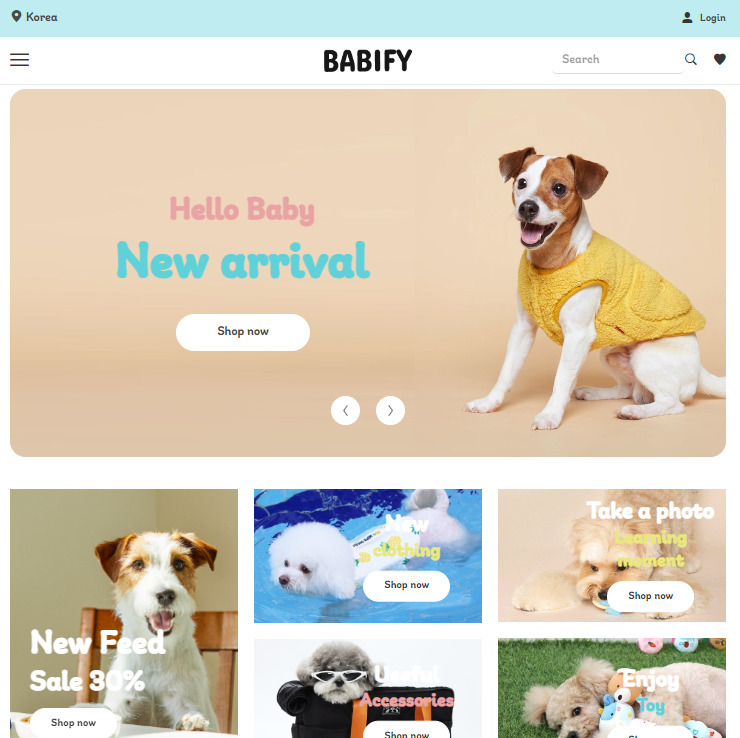 Korea
Login
BABIFY
Search
Hello Baby
New arrival
Shop now
New Feed
Sale 30%
Shop now
New
clothing
Shop now
Take a photo
Learning
moment
Shop now
Useful
Accessories
Shop now
Enjoy
Toy